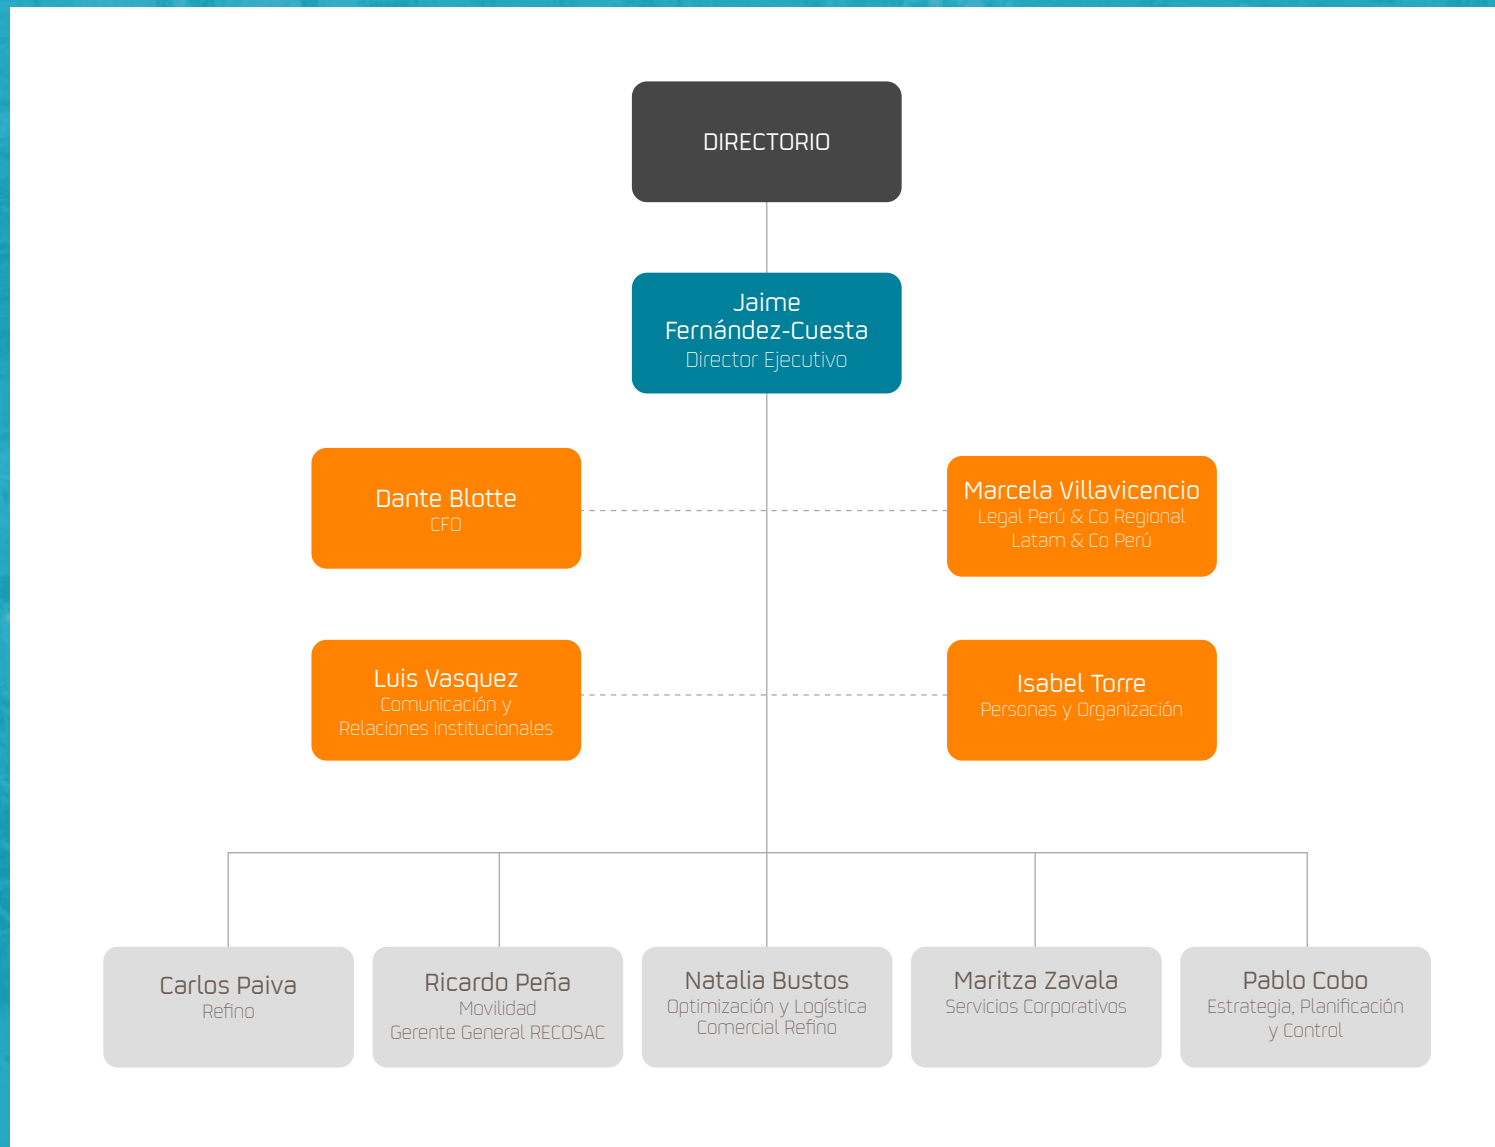 DIRECTORIO
Jaime
Fernández-Cuesta
Director Ejecutivo
Dante Blotte
CFO
Marcela Villavicencio
Legal Perú & Co Regional
Latam & Co Perú
Luis Vasquez
Comunicación y
Relaciones Institucionales
Isabel Torre
Personas y Organización
Carlos Paiva
Refino
Ricardo Peña
Movilidad
Gerente General RECOSAC
Natalia Bustos
Optimización y Logística
Comercial Refino
Maritza Zavala
Servicios Corporativos
Pablo Cobo
Estrategia, Planificación
y Control